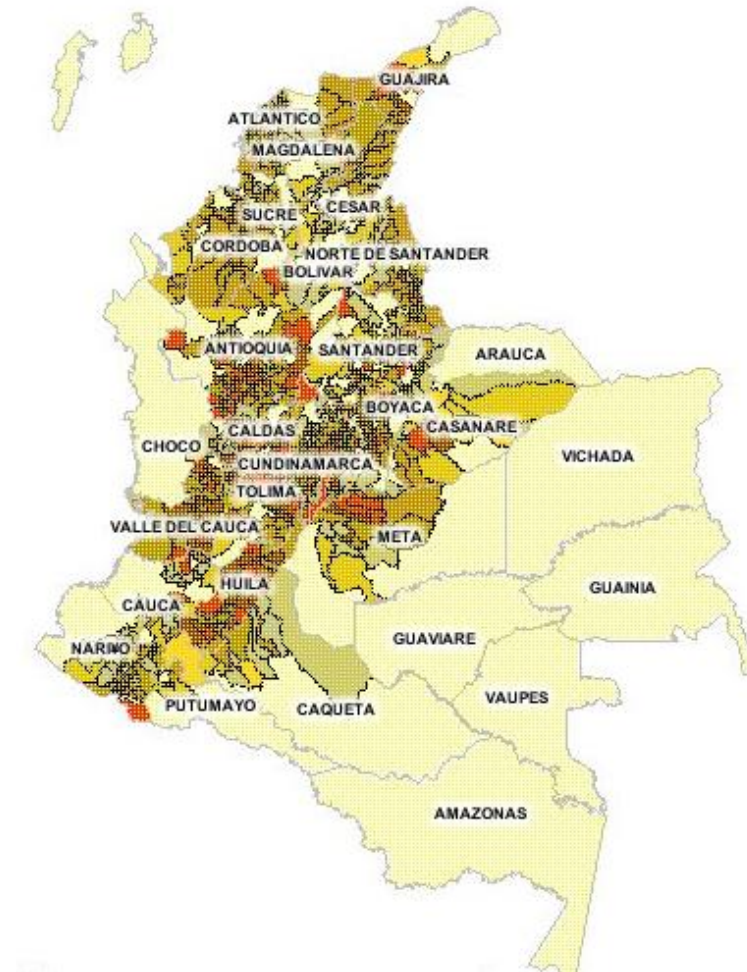 GUAJIRA
ATLANTICO
MAGDALENA
CESAR
SUCRE
CORDOBA
NORTE DE SANTANDER
BOLIVAR
ANTIOQUIA
SANTANDER
ARAUCA
BOYACA
CASANARE
CALDAS
CHOCO
VICHADA
CUNDINAMARCA
TOLIMA
VALLE DEL CAUCA
META
HUILA
GUAINIA
CAUCA
GUAVIARE
NARINO
VAUPES
PUTUMAYO
CAQUETA
AMAZONAS